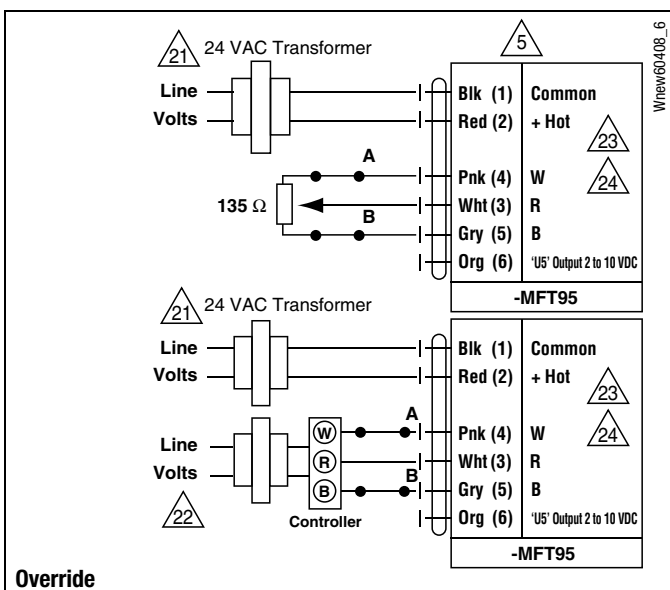 21 24 VAC Transformer
5
Wnew60408_6
Line
Volts
Blk (1) Common
Red (2) + Hot
23
A
Pnk (4) W
24
135 Ω
Wht (3) R
B
Gry (5) B
Org (6) 'U5' Output 2 to 10 VDC
-MFT95
21 24 VAC Transformer
Line
Volts
Blk (1) Common
Red (2) + Hot
23
A
W
Pnk (4) W
24
Line
Volts
R
Wht (3) R
B
B
Gry (5) B
22
Controller
Org (6) 'U5' Output 2 to 10 VDC
-MFT95
Override